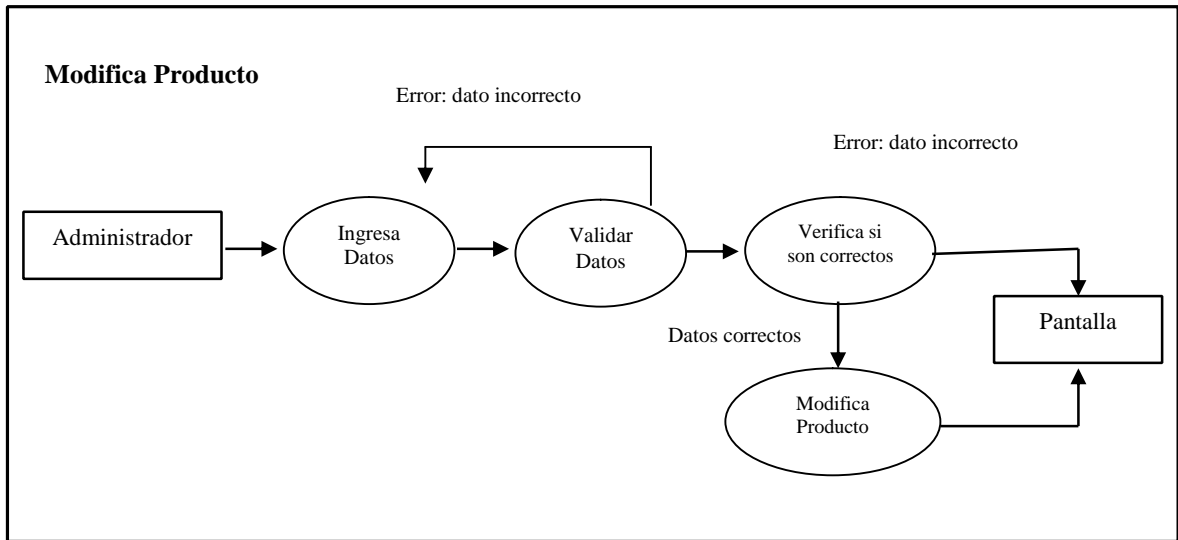 Modifica Producto
Error: dato incorrecto
Error: dato incorrecto
Administrador
Ingresa
Datos
Validar
Datos
Verifica si
son correctos
Pantalla
Datos correctos
Modifica
Producto